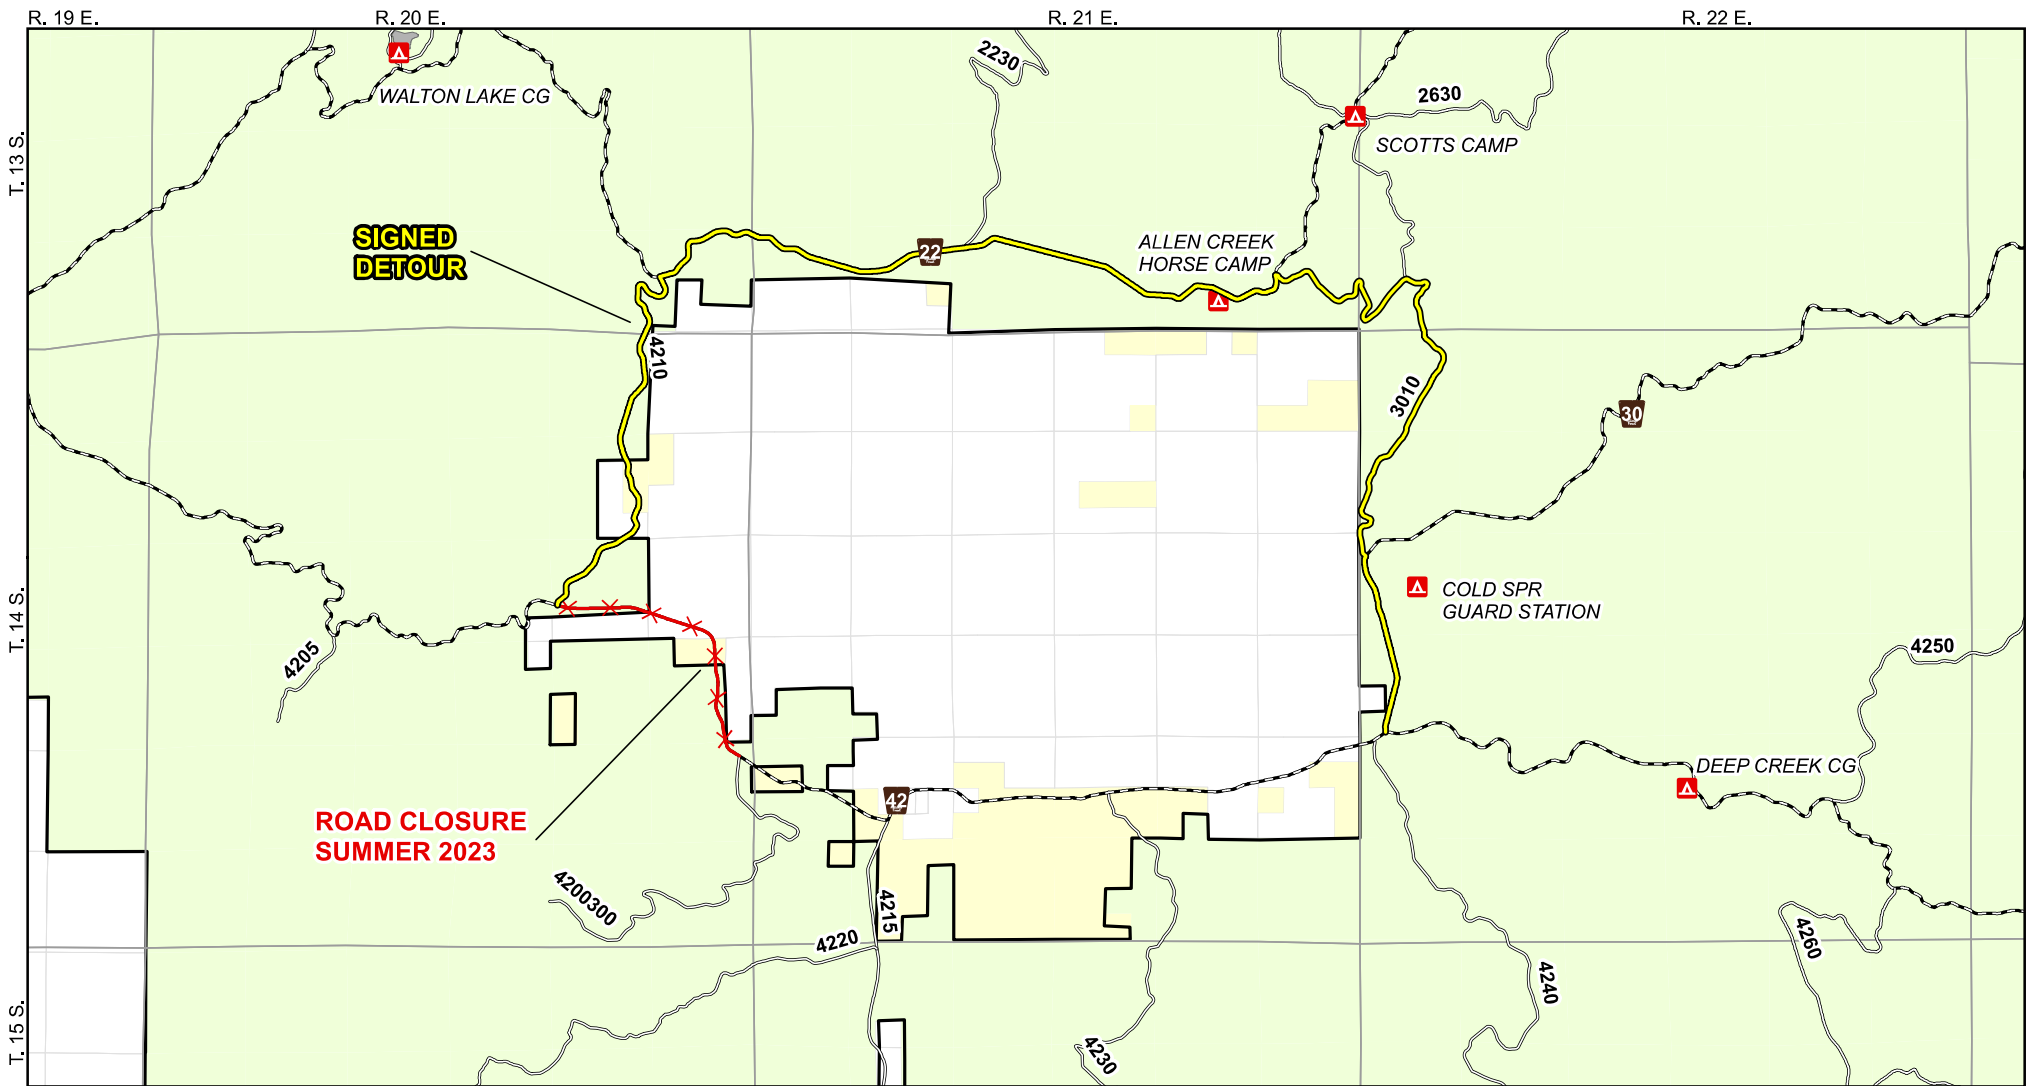 R. 19 E.
R. 20 E.
R. 21 E.
R. 22 E.
T. 13 S.
T. 14 S.
T. 15 S.
WALTON LAKE CG
2230
2630
SCOTTS CAMP
SIGNED
DETOUR
22
ALLEN CREEK
HORSE CAMP
4210
3010
30
COLD SPR
GUARD STATION
4205
4250
DEEP CREEK CG
42
ROAD CLOSURE
SUMMER 2023
4200300
4215
4220
4260
4240
4230